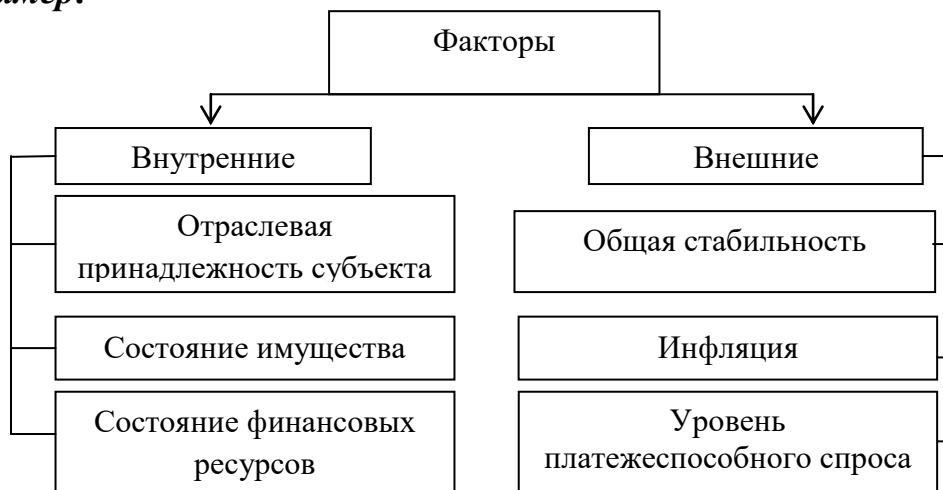 Факторы
Внутренние
Внешние
Отраслевая
принадлежность субъекта
Общая стабильность
Состояние имущества
Инфляция
Состояние финансовых
ресурсов
Уровень
платежеспособного спроса